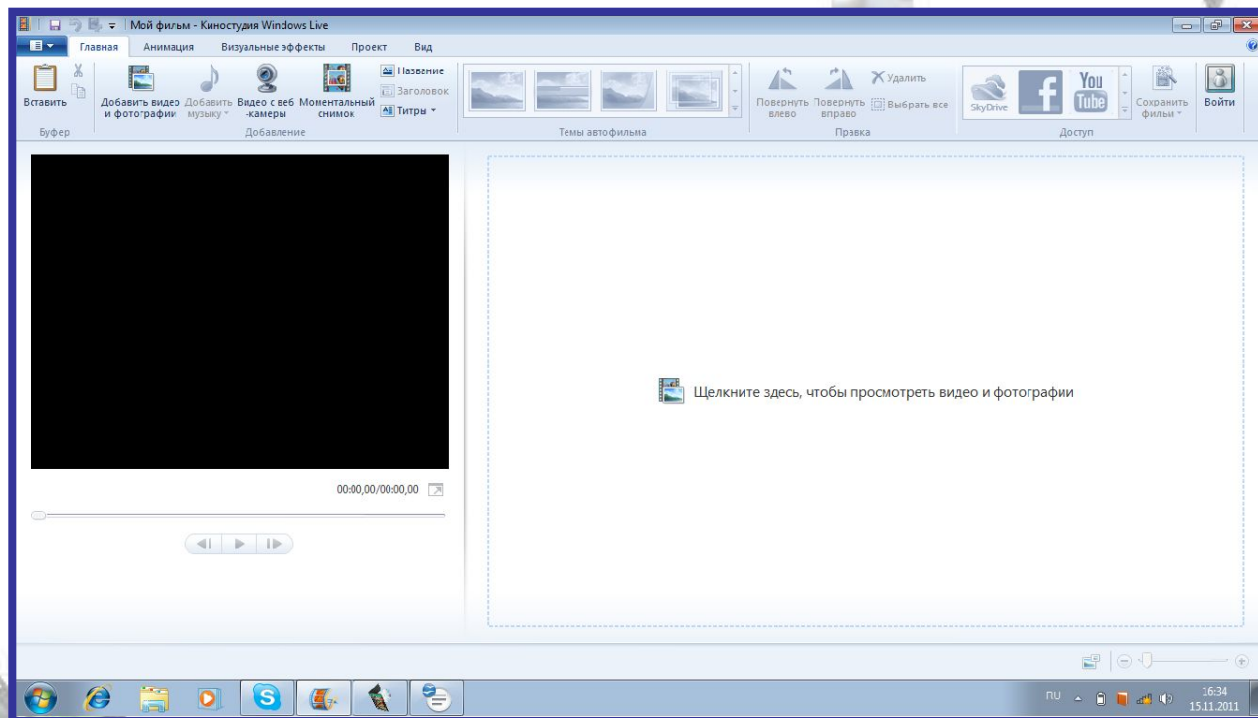 Мой фильм - Киностудия Windows Live
Главная Анимация Визуальные эффекты Проект Вид
Вставить
Добавить видео и фотографии
Добавить музыку
Видео с веб-камеры
Моментальный снимок
Название
Заголовок
Титры
Повернуть влево
Повернуть вправо
Удалить
Выбрать все
SkyDrive
f
You Tube
Сохранить фильм
Войти
Буфер Добавление Темы автофильма Правка Доступ
Щелкните здесь, чтобы просмотреть видео и фотографии
00:00,00/00:00,00
RU
16:34
15.11.2011